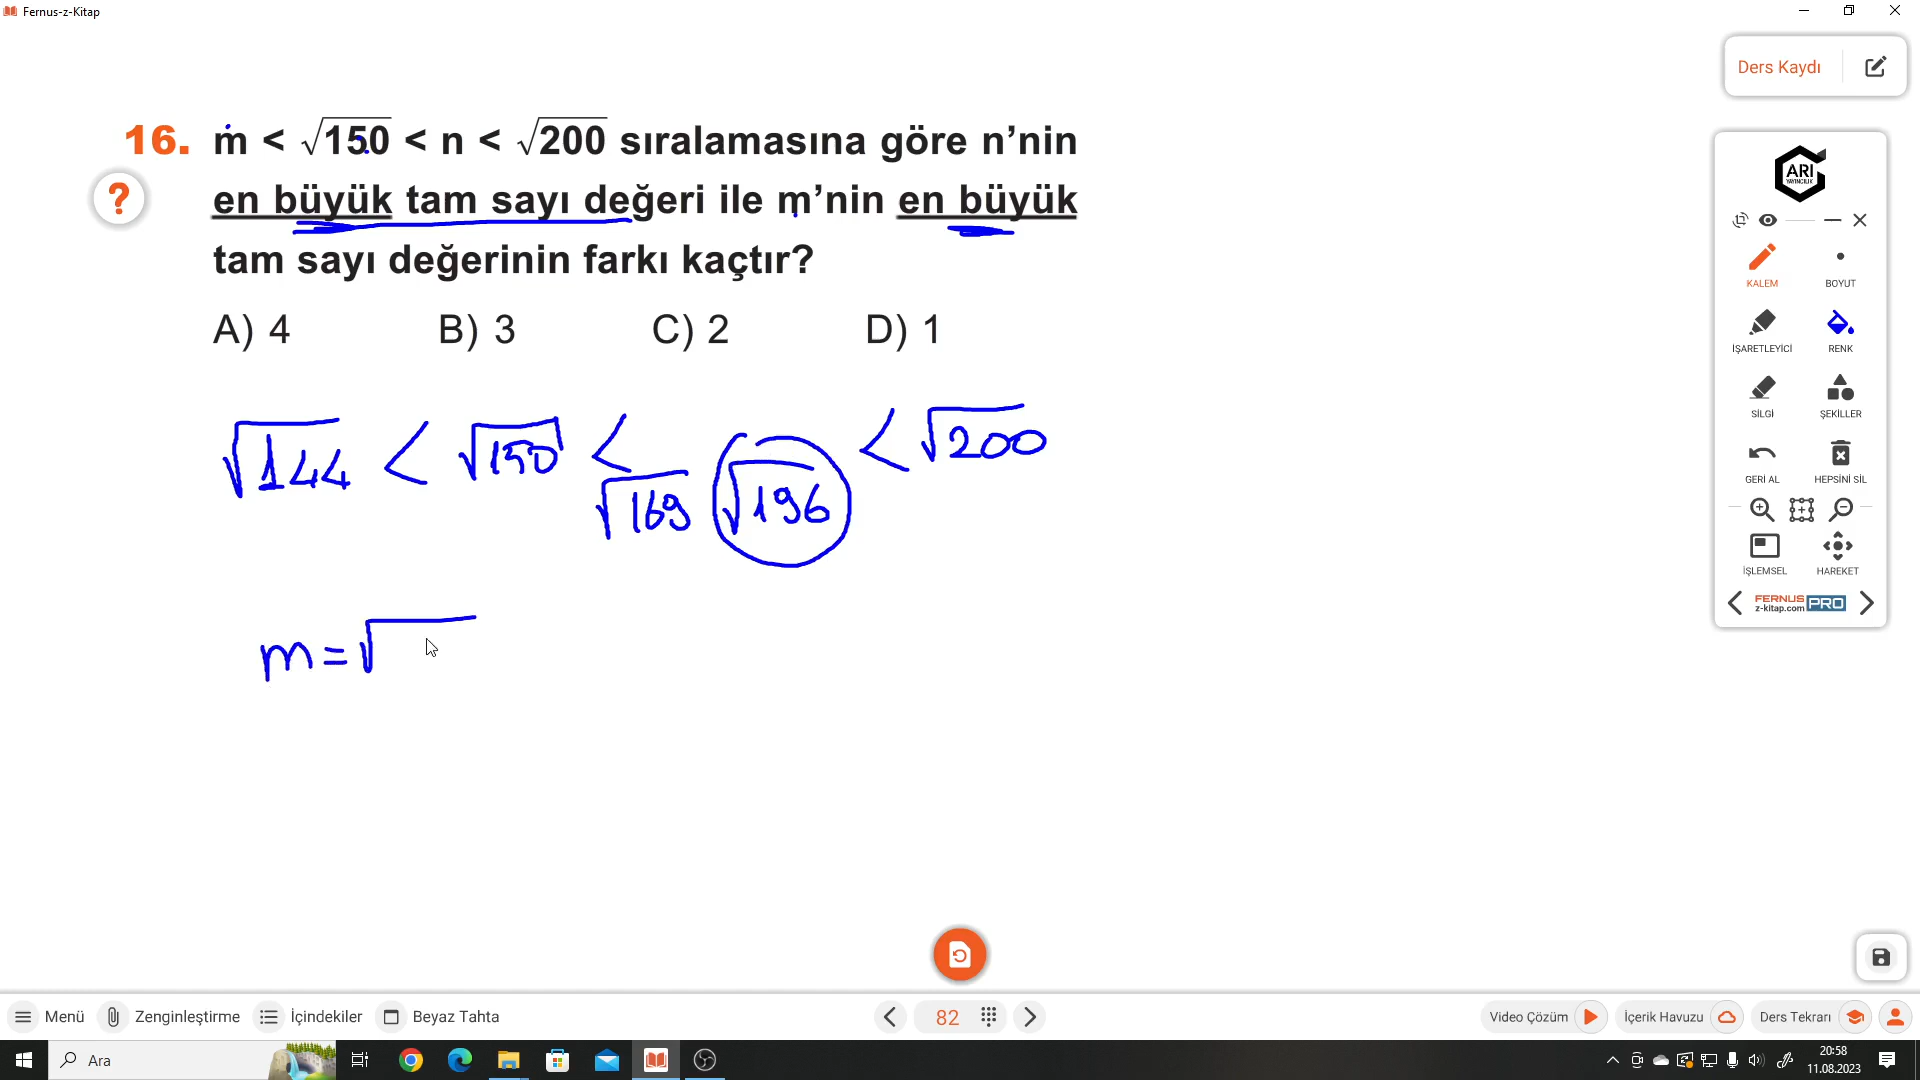 Fernus-z-Kitap
Ders Kaydı
16. m < √150 < n < √200 sıralamasına göre n’nin
en büyük tam sayı değeri ile m’nin en büyük
tam sayı değerinin farkı kaçtır?
?
A) 4 B) 3 C) 2 D) 1
√144 < √150 < √169 √196 < √200
m = √
ARI
YAYINCILIK
KALEM BOYUT
İŞARETLEYİCİ RENK
SİLGİ ŞEKİLLER
GERİ AL HEPSİNİ SİL
İŞLEMSEL HAREKET
FERNUS
z-kitap.com PRO
Menü Zenginleştirme İçindekiler Beyaz Tahta 82 Video Çözüm İçerik Havuzu Ders Tekrarı
Ara
20:58
11.08.2023